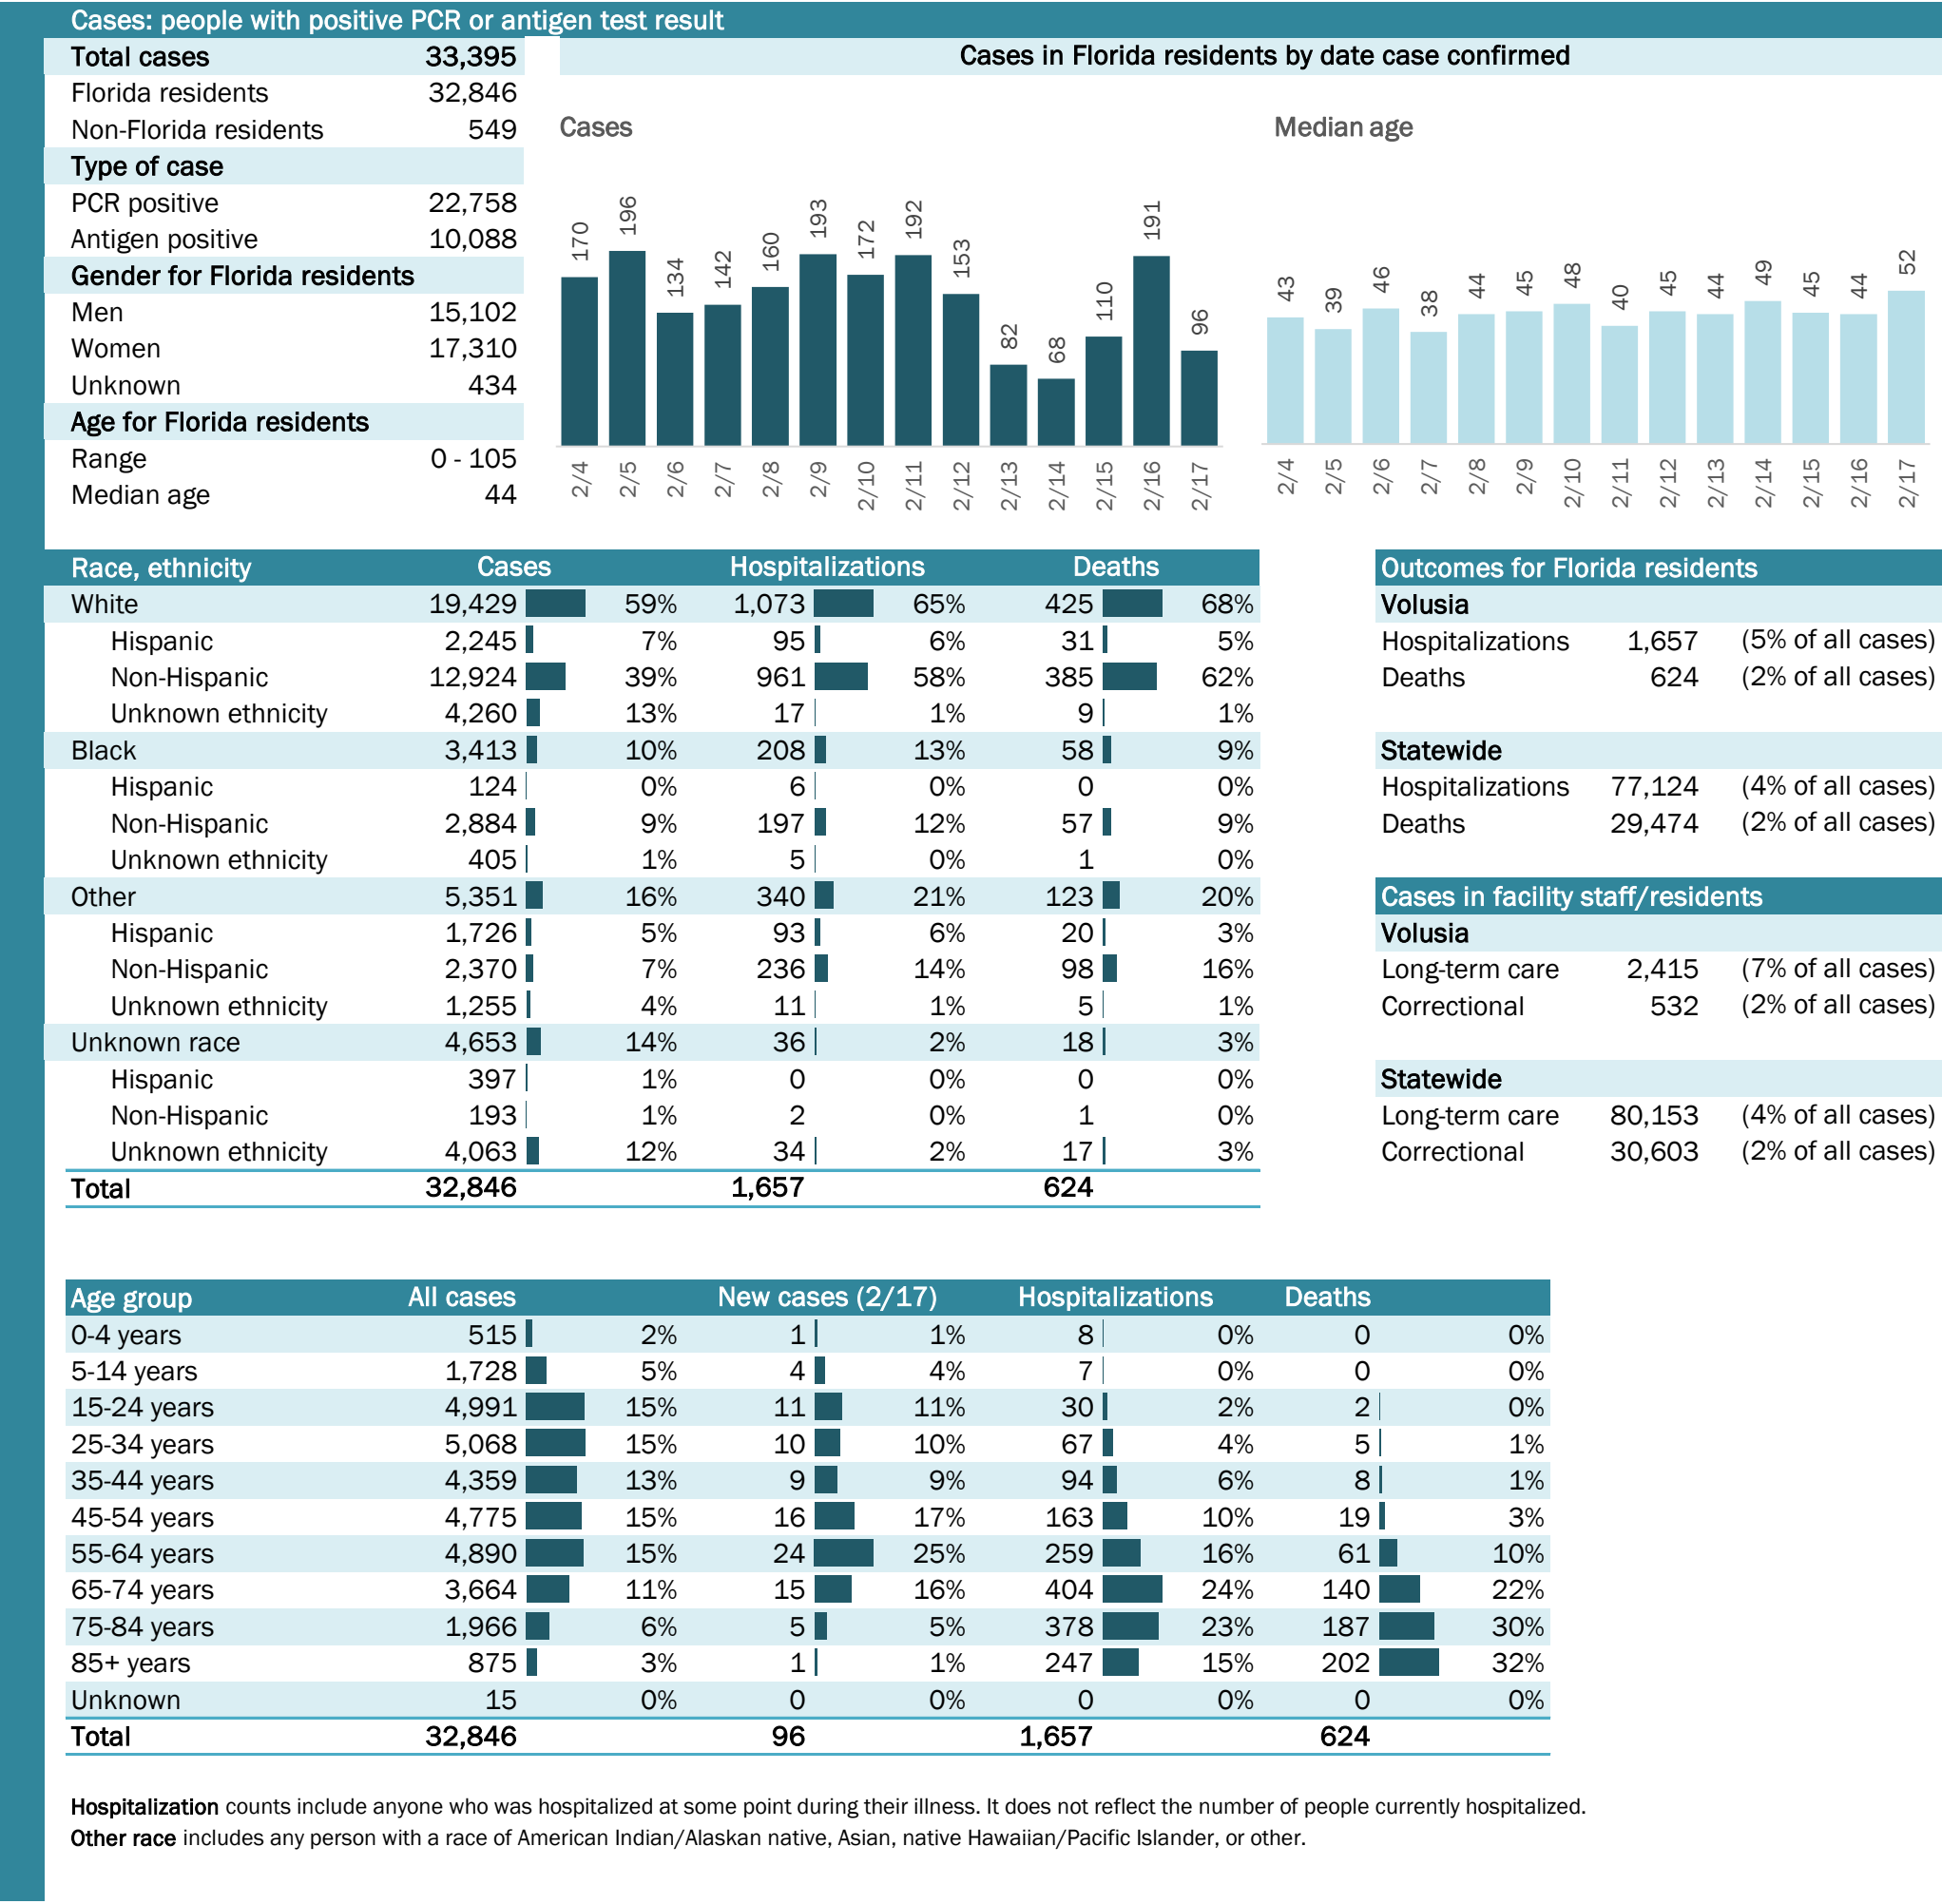 Cases: people with positive PCR or antigen test result
Total cases 33,395
Florida residents 32,846
Non-Florida residents 549
Type of case
PCR positive 22,758
Antigen positive 10,088
Gender for Florida residents
Men 15,102
Women 17,310
Unknown 434
Age for Florida residents
Range 0 - 105
Median age 44
Cases in Florida residents by date case confirmed
Cases
170 196 134 142 160 193 172 192 153 82 68 110 191 96
2/4 2/5 2/6 2/7 2/8 2/9 2/10 2/11 2/12 2/13 2/14 2/15 2/16 2/17
Median age
43 39 46 38 44 45 48 40 45 44 49 45 44 52
2/4 2/5 2/6 2/7 2/8 2/9 2/10 2/11 2/12 2/13 2/14 2/15 2/16 2/17
Race, ethnicity Cases Hospitalizations Deaths
White 19,429 59% 1,073 65% 425 68%
Hispanic 2,245 7% 95 6% 31 5%
Non-Hispanic 12,924 39% 961 58% 385 62%
Unknown ethnicity 4,260 13% 17 1% 9 1%
Black 3,413 10% 208 13% 58 9%
Hispanic 124 0% 6 0% 0 0%
Non-Hispanic 2,884 9% 197 12% 57 9%
Unknown ethnicity 405 1% 5 0% 1 0%
Other 5,351 16% 340 21% 123 20%
Hispanic 1,726 5% 93 6% 20 3%
Non-Hispanic 2,370 7% 236 14% 98 16%
Unknown ethnicity 1,255 4% 11 1% 5 1%
Unknown race 4,653 14% 36 2% 18 3%
Hispanic 397 1% 0 0% 0 0%
Non-Hispanic 193 1% 2 0% 1 0%
Unknown ethnicity 4,063 12% 34 2% 17 3%
Total 32,846 1,657 624
Outcomes for Florida residents
Volusia
Hospitalizations 1,657 (5% of all cases)
Deaths 624 (2% of all cases)
Statewide
Hospitalizations 77,124 (4% of all cases)
Deaths 29,474 (2% of all cases)
Cases in facility staff/residents
Volusia
Long-term care 2,415 (7% of all cases)
Correctional 532 (2% of all cases)
Statewide
Long-term care 80,153 (4% of all cases)
Correctional 30,603 (2% of all cases)
Age group All cases New cases (2/17) Hospitalizations Deaths
0-4 years 515 2% 1 1% 8 0% 0 0%
5-14 years 1,728 5% 4 4% 7 0% 0 0%
15-24 years 4,991 15% 11 11% 30 2% 2 0%
25-34 years 5,068 15% 10 10% 67 4% 5 1%
35-44 years 4,359 13% 9 9% 94 6% 8 1%
45-54 years 4,775 15% 16 17% 163 10% 19 3%
55-64 years 4,890 15% 24 25% 259 16% 61 10%
65-74 years 3,664 11% 15 16% 404 24% 140 22%
75-84 years 1,966 6% 5 5% 378 23% 187 30%
85+ years 875 3% 1 1% 247 15% 202 32%
Unknown 15 0% 0 0% 0 0% 0 0%
Total 32,846 96 1,657 624
Hospitalization counts include anyone who was hospitalized at some point during their illness. It does not reflect the number of people currently hospitalized.
Other race includes any person with a race of American Indian/Alaskan native, Asian, native Hawaiian/Pacific Islander, or other.